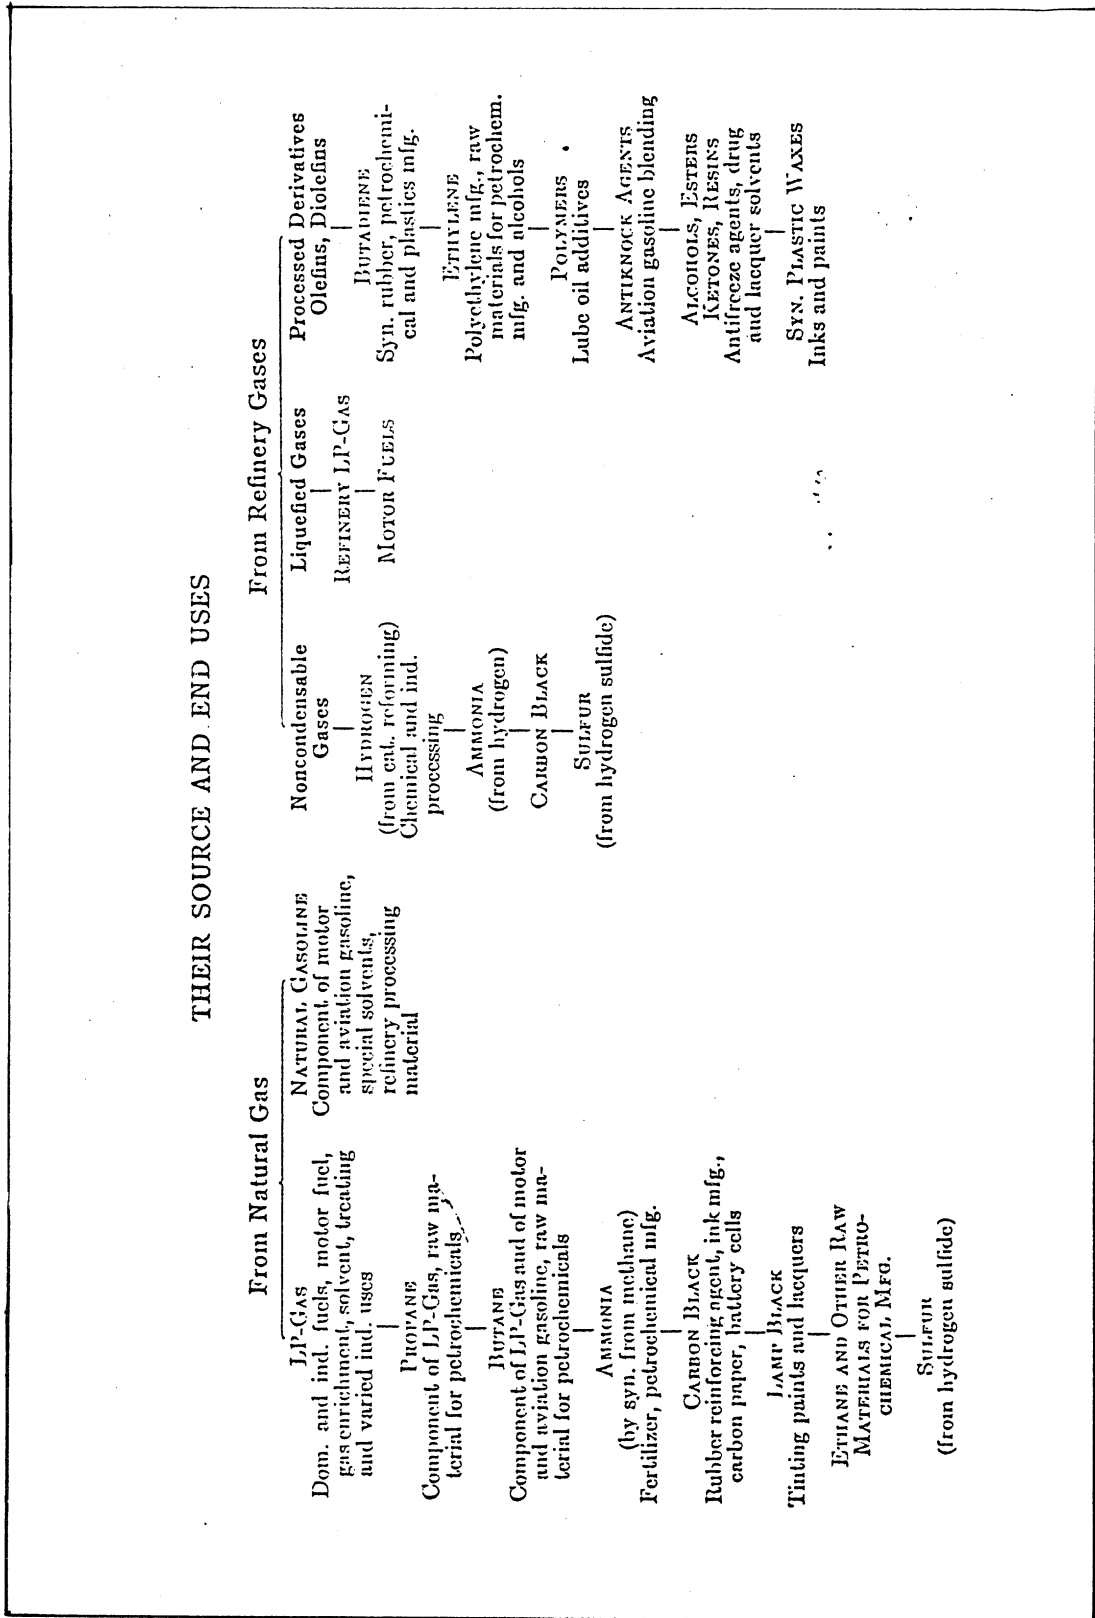 THEIR SOURCE AND END USES
From Natural Gas
LP-GAS
Dom. and ind. fuels, motor fuel,
gas enrichment, solvent, treating
and varied ind. uses
PROPANE
Component of LP-Gas, raw ma-
terial for petrochemicals
BUTANE
Component of LP-Gas and of motor
and aviation gasoline, raw ma-
terial for petrochemicals
AMMONIA
(by syn. from methane)
Fertilizer, petrochemical mfg.
CARBON BLACK
Rubber reinforcing agent, ink mfg.,
carbon paper, battery cells
LAMP BLACK
Tinting paints and lacquers
ETHANE AND OTHER RAW
MATERIALS FOR PETRO-
CHEMICAL MFG.
SULFUR
(from hydrogen sulfide)
NATURAL GASOLINE
Component of motor
and aviation gasoline,
special solvents,
refinery processing
material
From Refinery Gases
Noncondensable
Gases
HYDROGEN
(from cat. reforming)
Chemical and ind.
processing
AMMONIA
(from hydrogen)
CARBON BLACK
SULFUR
(from hydrogen sulfide)
Liquefied Gases
REFINERY LP-GAS
MOTOR FUELS
Processed Derivatives
Olefins, Diolefins
BUTADIENE
Syn. rubber, petrochemi-
cal and plastics mfg.
ETHYLENE
Polyethylene mfg., raw
materials for petrochem.
mfg. and alcohols
POLYMERS
Lube oil additives
ANTIKNOCK AGENTS
Aviation gasoline blending
ALCOHOLS, ESTERS
KETONES, RESINS
Antifreeze agents, drug
and lacquer solvents
SYN. PLASTIC WAXES
Inks and paints